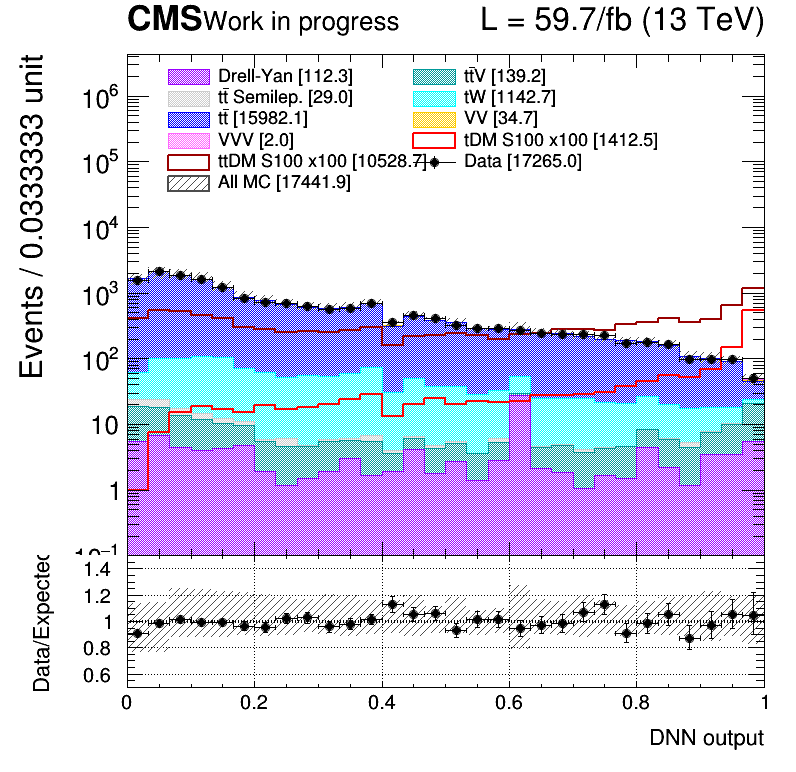 CMS Work in progress L = 59.7/fb (13 TeV)
Events / 0.0333333 unit
Drell-Yan [112.3] tt̄V [139.2]
tt̄ Semilep. [29.0] tW [1142.7]
tt̄ [15982.1] VV [34.7]
VVV [2.0] tDM S100 x100 [1412.5]
ttDM S100 x100 [10528.7] Data [17265.0]
All MC [17441.9]
10⁶
10⁵
10⁴
10³
10²
10
1
10⁻¹
Data/Expected
1.4
1.2
1
0.8
0.6
0 0.2 0.4 0.6 0.8 1
DNN output